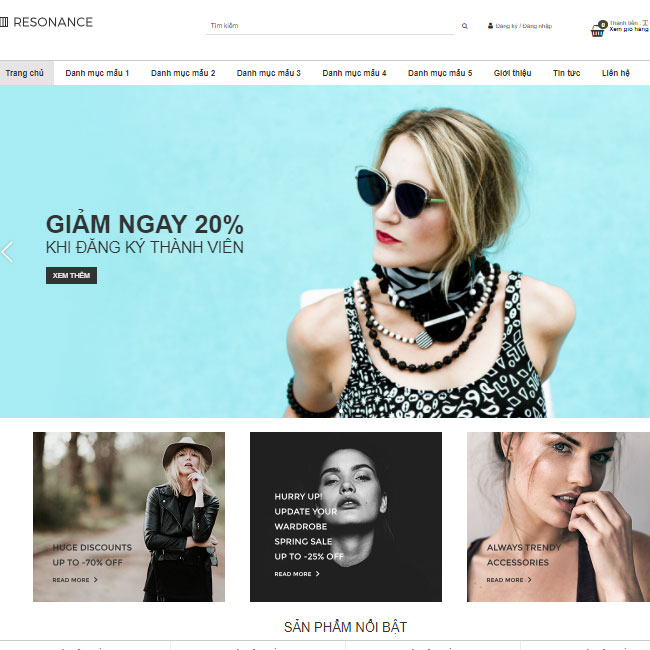 RESONANCE
Tìm kiếm
Đăng ký / Đăng nhập
0
Thành tiền :
Xem giỏ hàng
Trang chủ Danh mục mẫu 1 Danh mục mẫu 2 Danh mục mẫu 3 Danh mục mẫu 4 Danh mục mẫu 5 Giới thiệu Tin tức Liên hệ
GIẢM NGAY 20%
KHI ĐĂNG KÝ THÀNH VIÊN
XEM THÊM
HUGE DISCOUNTS
UP TO -70% OFF
READ MORE
HURRY UP!
UPDATE YOUR
WARDROBE
SPRING SALE
UP TO -25% OFF
READ MORE
ALWAYS TRENDY
ACCESSORIES
READ MORE
SẢN PHẨM NỔI BẬT